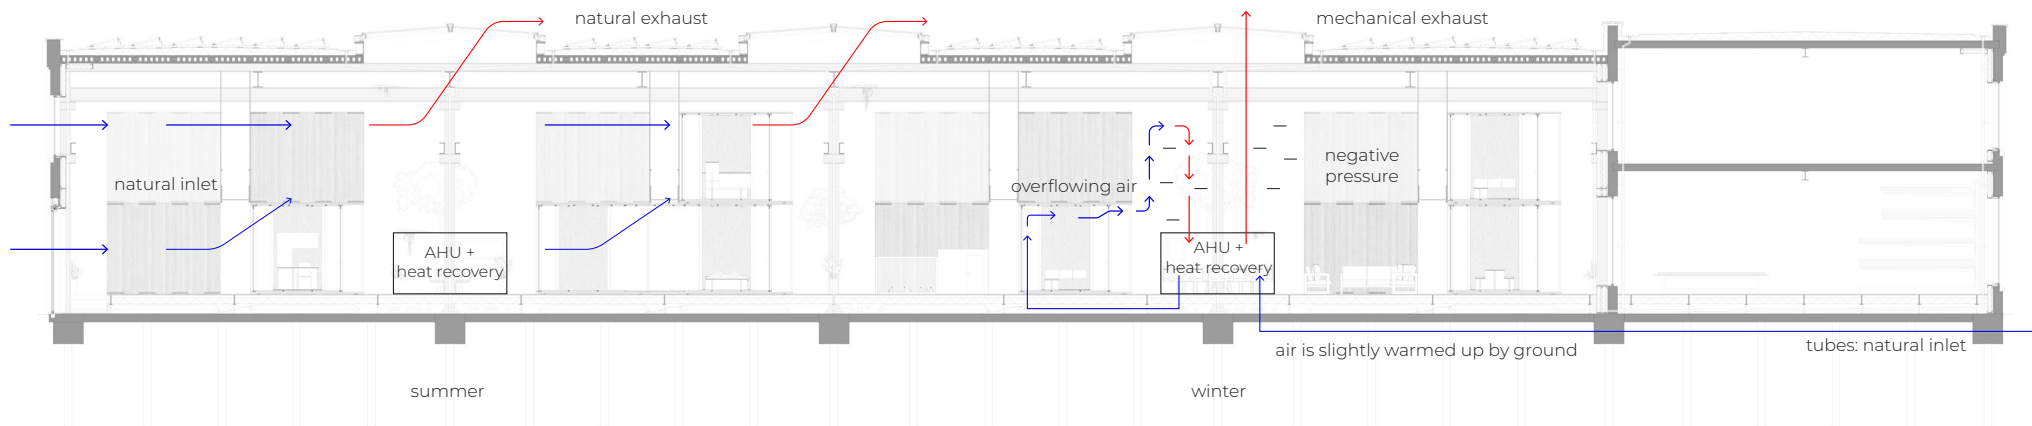 natural exhaust
mechanical exhaust
natural inlet
overflowing air
negative
pressure
AHU +
heat recovery
AHU +
heat recovery
air is slightly warmed up by ground
tubes: natural inlet
summer
winter